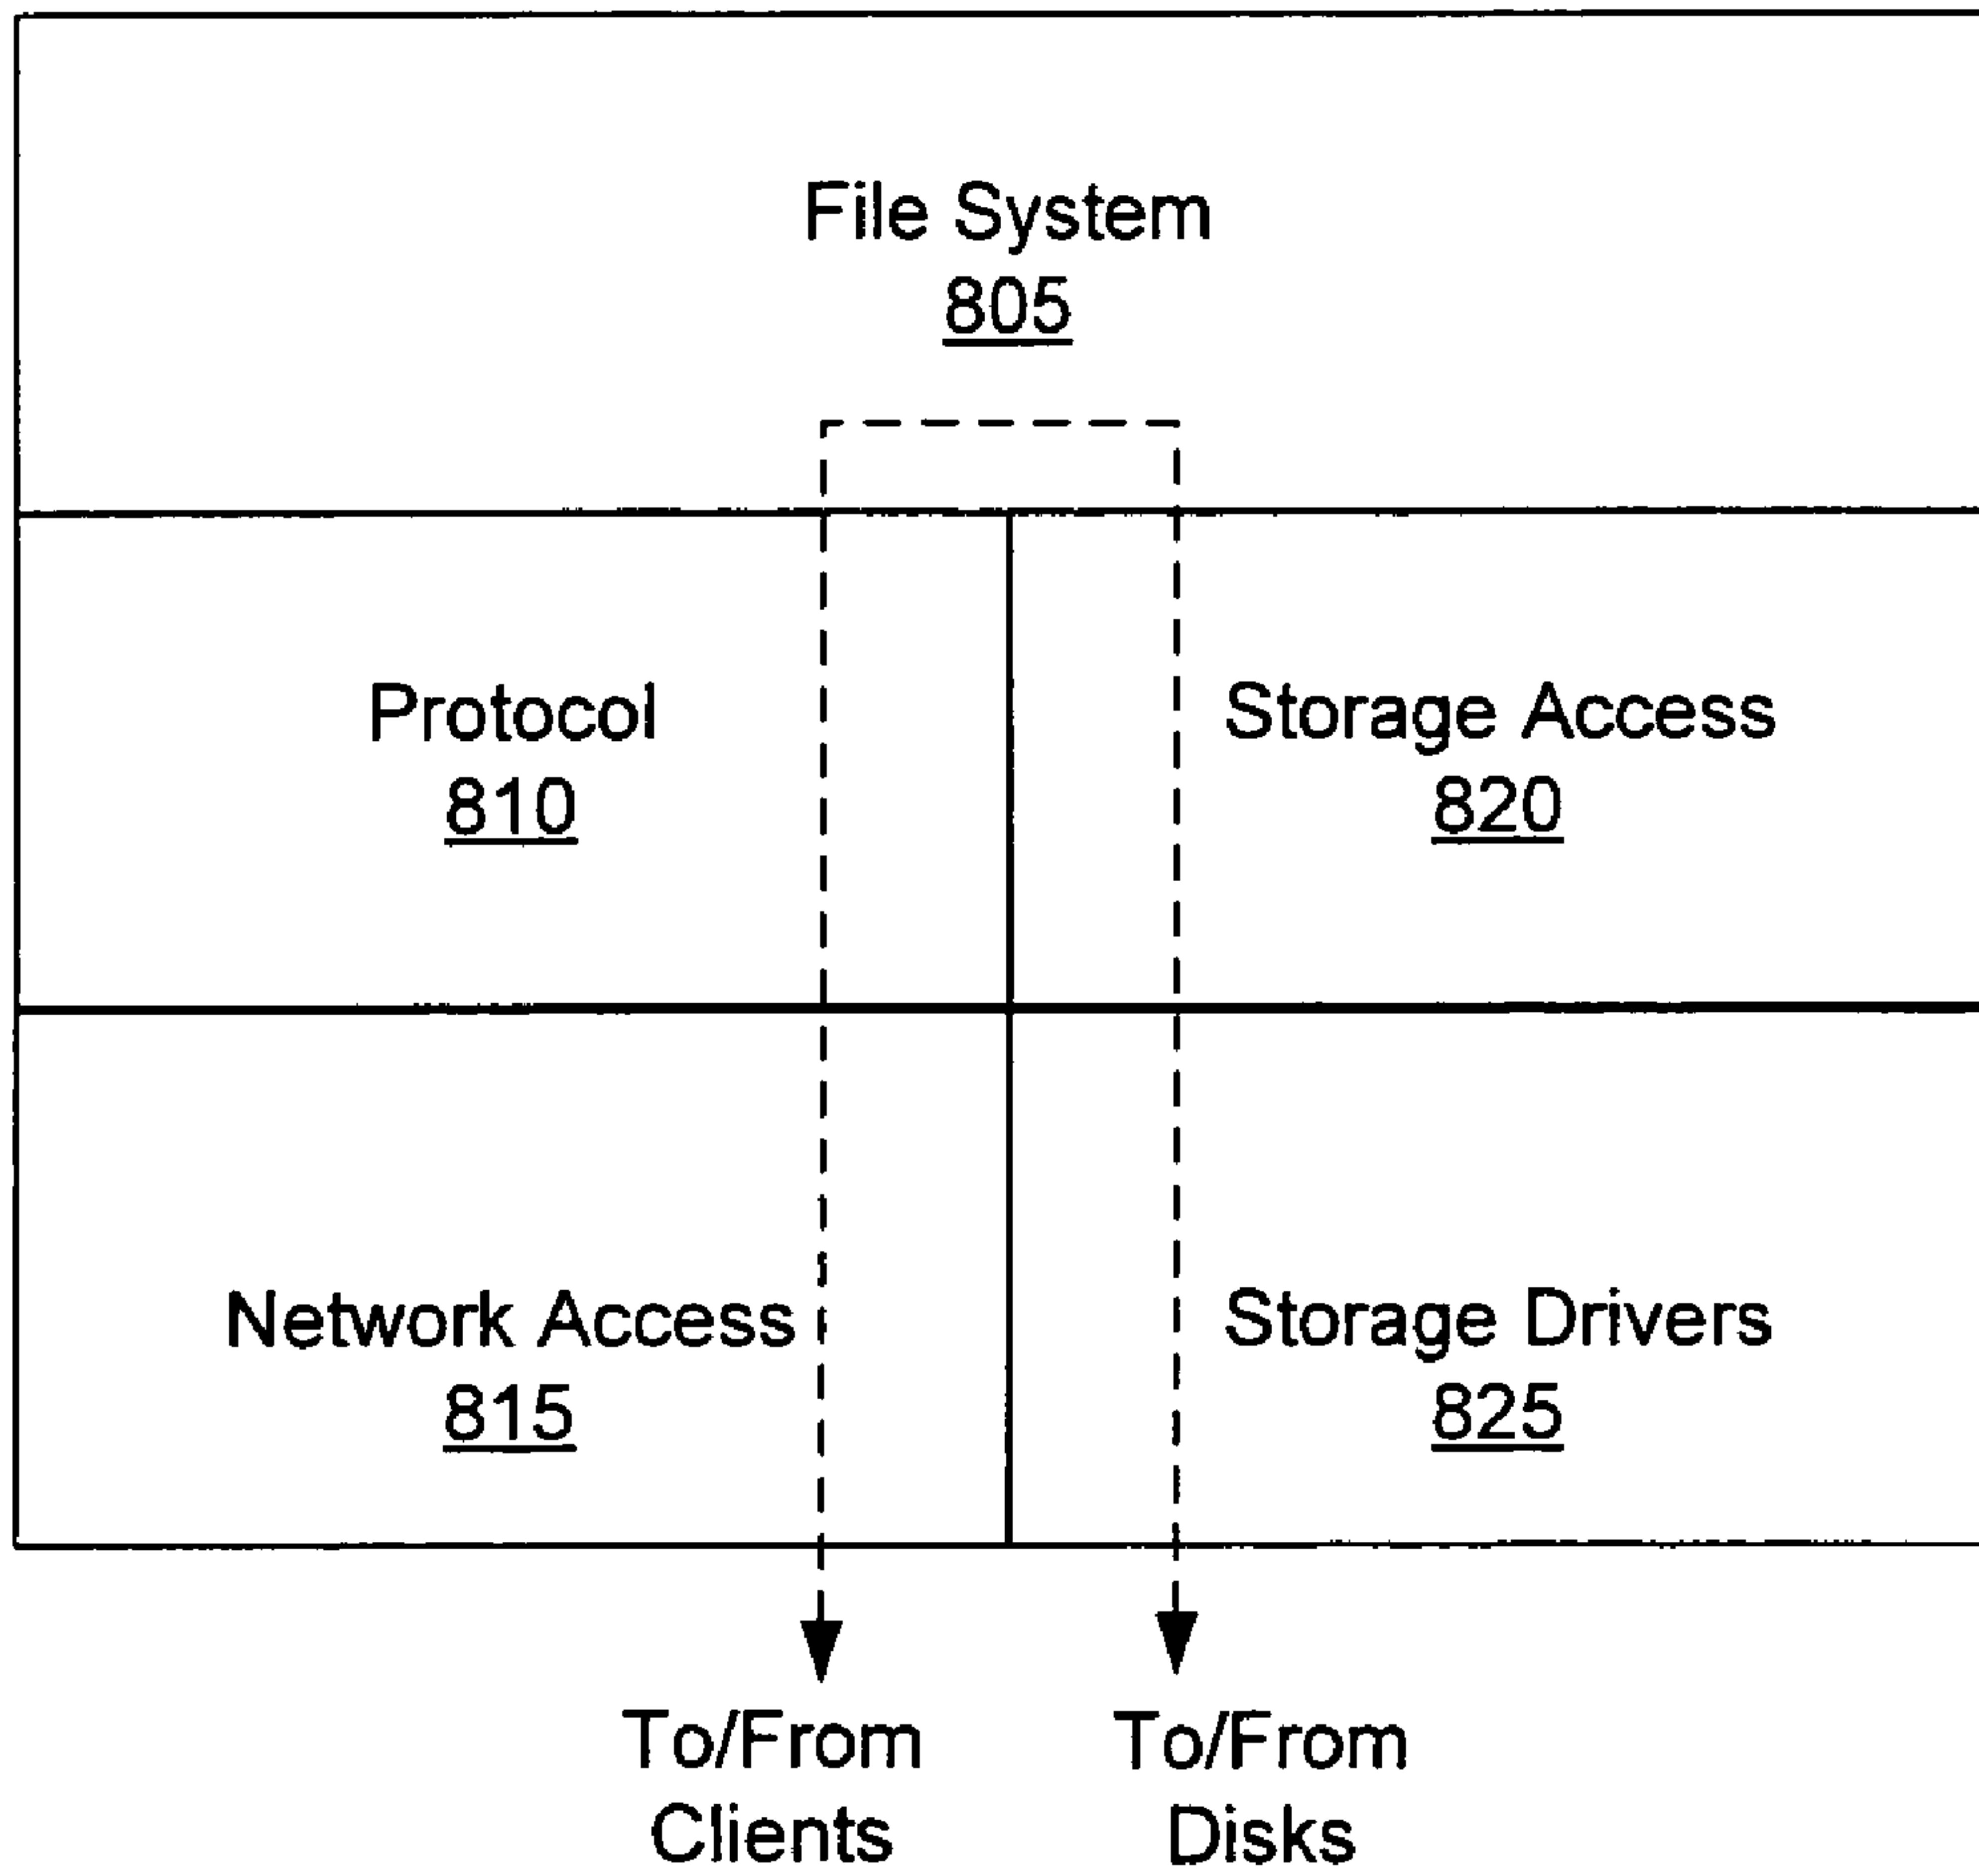 File System
805
Protocol
810
Storage Access
820
Network Access
815
Storage Drivers
825
To/From
Clients
To/From
Disks